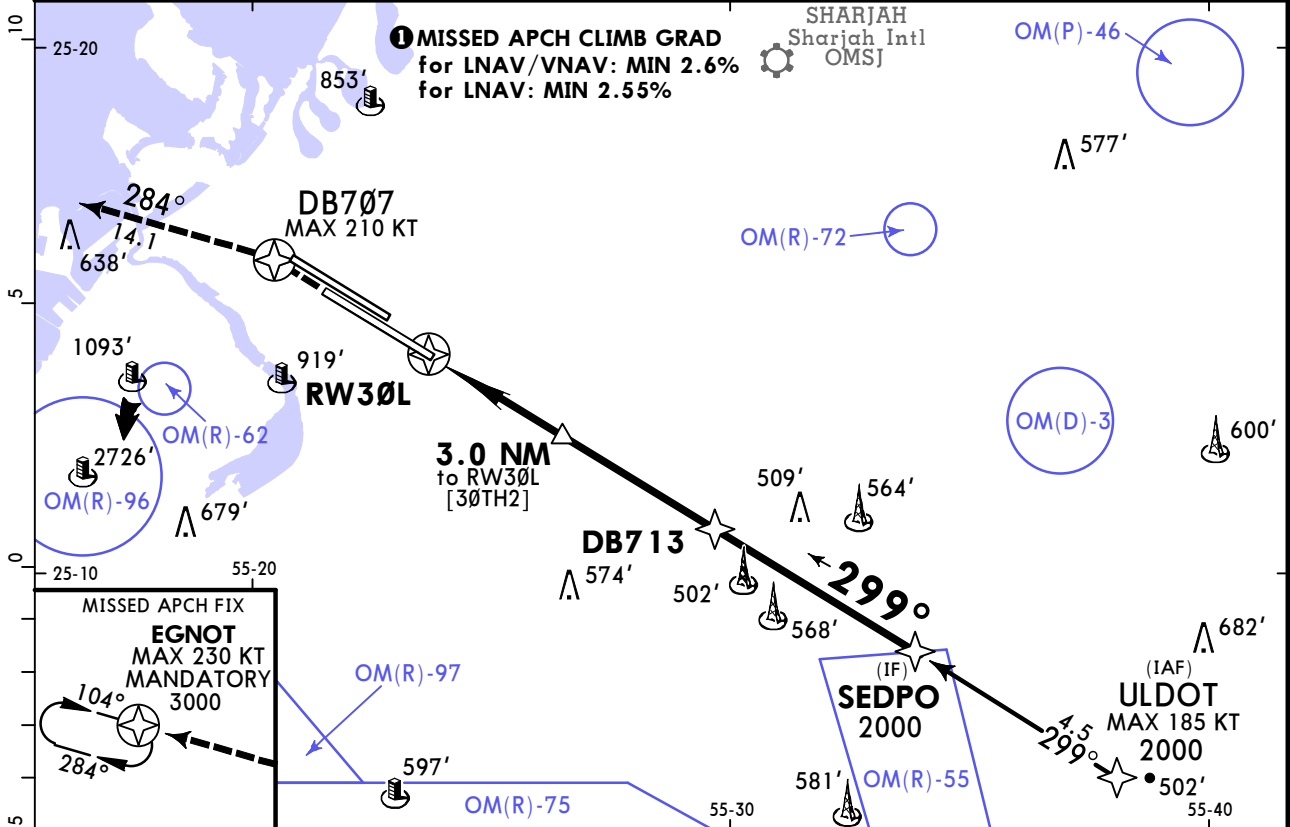 10
25-20
❶ MISSED APCH CLIMB GRAD
for LNAV/VNAV: MIN 2.6%
for LNAV: MIN 2.55%
SHARJAH
Sharjah Intl
OMSJ
OM(P)-46
853'
577'
284°
14.1
DB7Ø7
MAX 210 KT
638'
OM(R)-72
5
1093'
919'
RW3ØL
OM(R)-62
2726'
OM(R)-96
679'
3.0 NM
to RW3ØL
[3ØTH2]
OM(D)-3
600'
509'
564'
DB713
574'
502'
568'
299°
0
25-10
55-20
MISSED APCH FIX
EGNOT
MAX 230 KT
MANDATORY
3000
104°
284°
OM(R)-97
597'
OM(R)-75
(IF)
SEDPO
2000
OM(R)-55
581'
682'
(IAF)
ULDOT
MAX 185 KT
2000
4.5
299°
502'
5
55-30
55-40